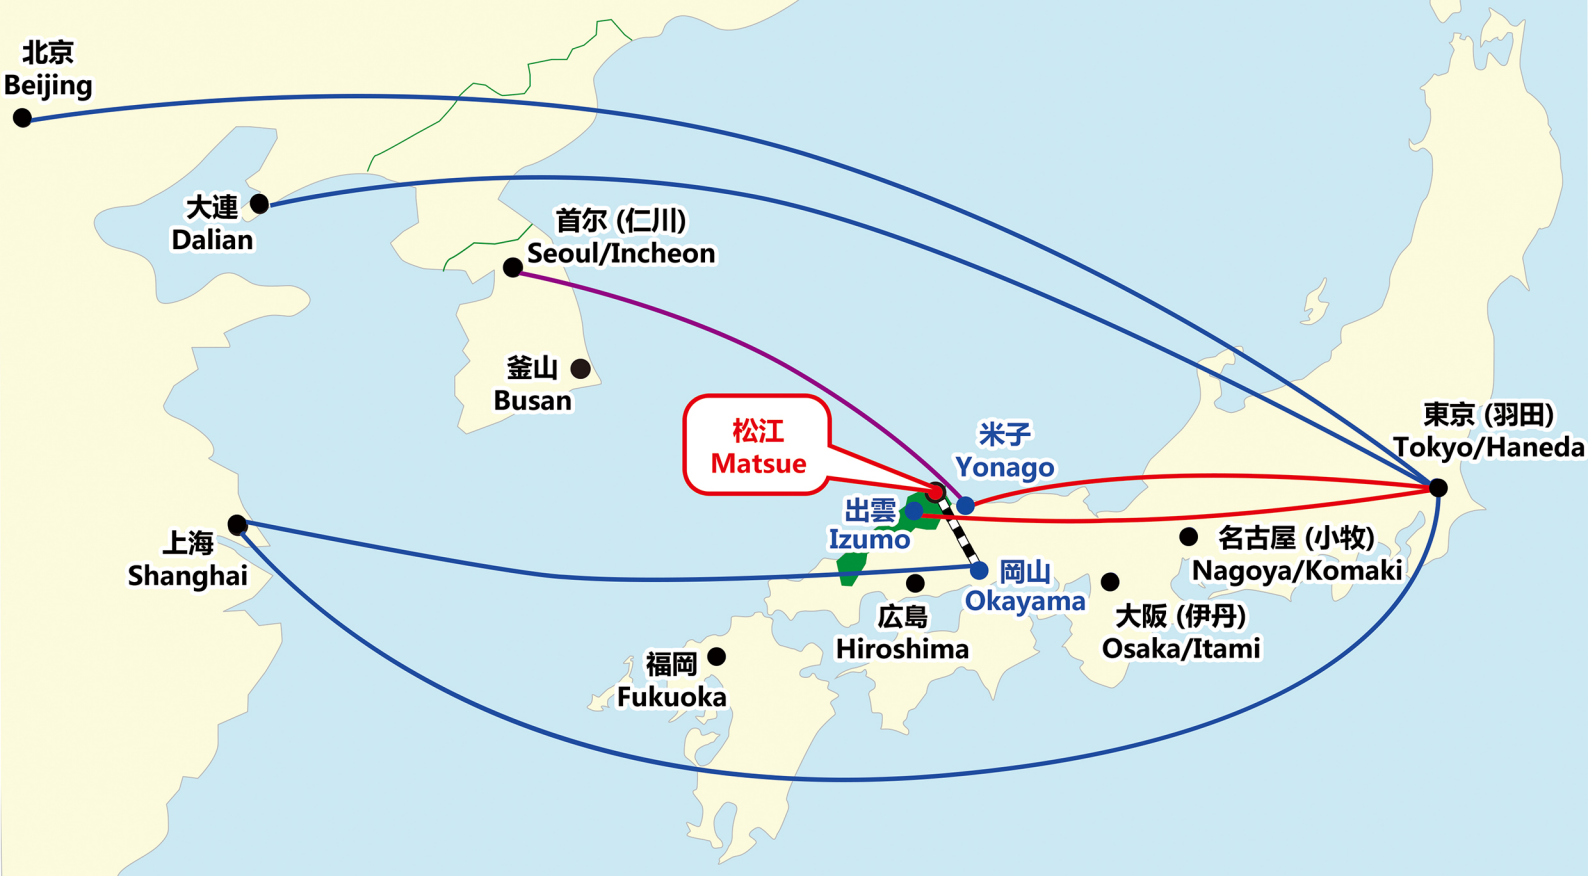 北京
Beijing
大連
Dalian
首尔 (仁川)
Seoul/Incheon
釜山
Busan
松江
Matsue
米子
Yonago
東京 (羽田)
Tokyo/Haneda
出雲
Izumo
上海
Shanghai
岡山
Okayama
名古屋 (小牧)
Nagoya/Komaki
広島
Hiroshima
大阪 (伊丹)
Osaka/Itami
福岡
Fukuoka